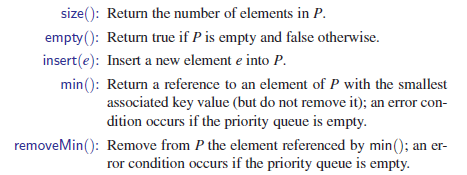 size(): Return the number of elements in P.
empty(): Return true if P is empty and false otherwise.
insert(e): Insert a new element e into P.
min(): Return a reference to an element of P with the smallest
associated key value (but do not remove it); an error con-
dition occurs if the priority queue is empty.
removeMin(): Remove from P the element referenced by min(); an er-
ror condition occurs if the priority queue is empty.